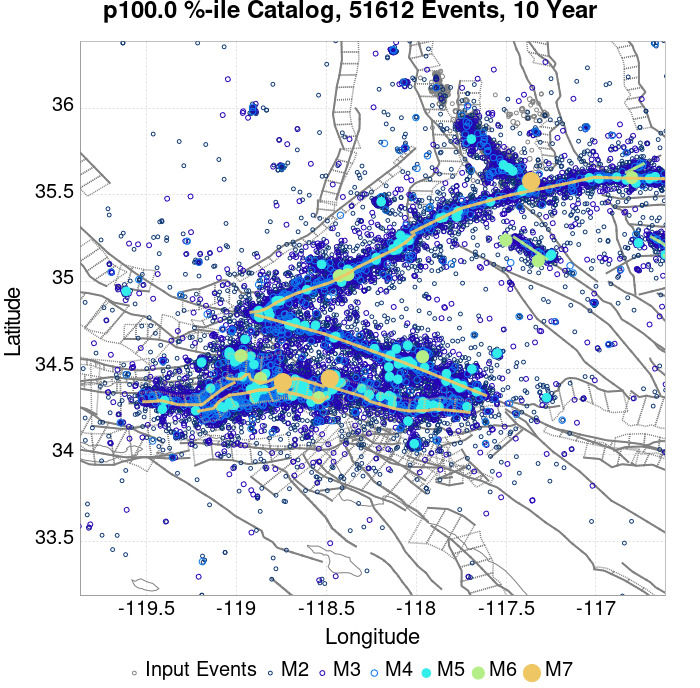 p100.0 %-ile Catalog, 51612 Events, 10 Year
36
35.5
35
34.5
34
33.5
Latitude
-119.5 -119 -118.5 -118 -117.5 -117
Longitude
Input Events M2 M3 M4 M5 M6 M7